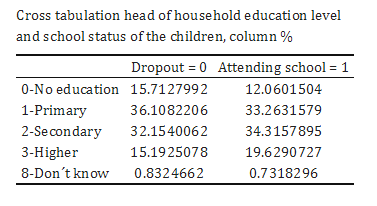 Cross tabulation head of household education level
and school status of the children, column %
Dropout = 0 Attending school = 1
0-No education 15.7127992 12.0601504
1-Primary 36.1082206 33.2631579
2-Secondary 32.1540062 34.3157895
3-Higher 15.1925078 19.6290727
8-Don´t know 0.8324662 0.7318296